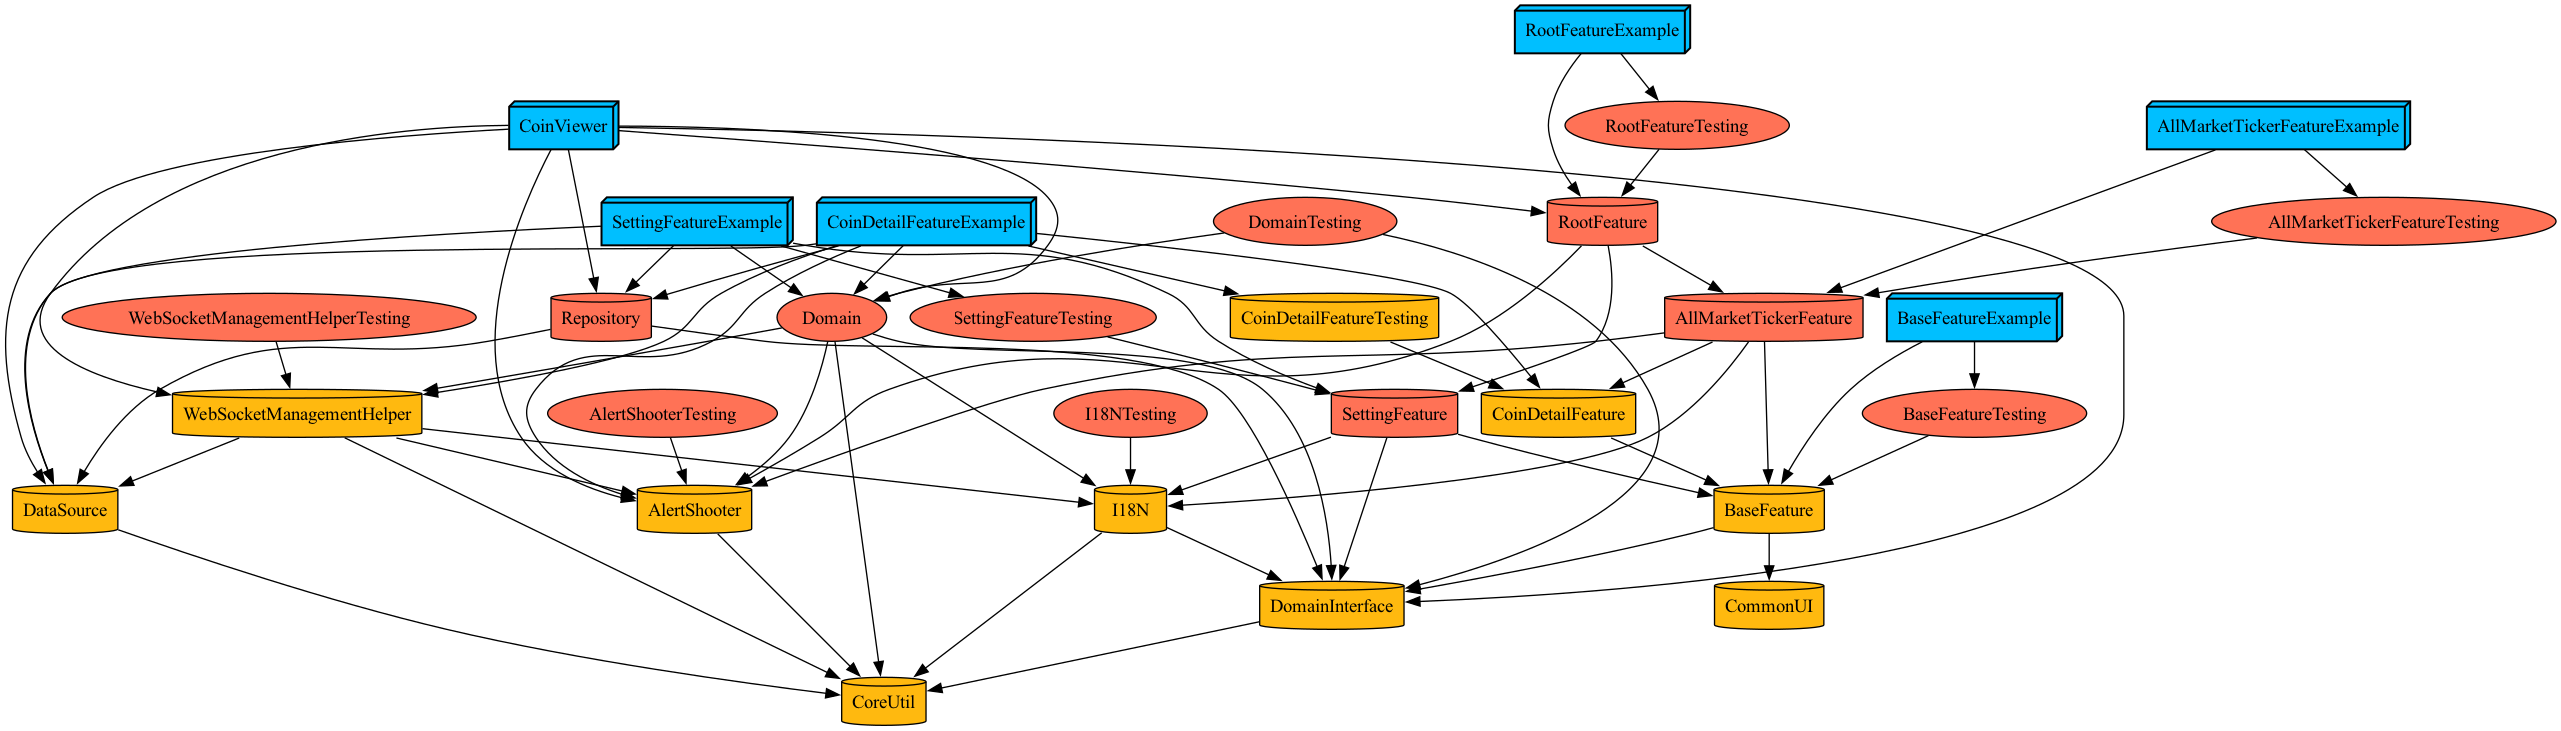 RootFeatureExample
CoinViewer
RootFeatureTesting
AllMarketTickerFeatureExample
SettingFeatureExample
CoinDetailFeatureExample
DomainTesting
RootFeature
AllMarketTickerFeatureTesting
WebSocketManagementHelperTesting
Repository
Domain
SettingFeatureTesting
CoinDetailFeatureTesting
AllMarketTickerFeature
BaseFeatureExample
WebSocketManagementHelper
AlertShooterTesting
I18NTesting
SettingFeature
CoinDetailFeature
BaseFeatureTesting
DataSource
AlertShooter
I18N
BaseFeature
DomainInterface
CommonUI
CoreUtil